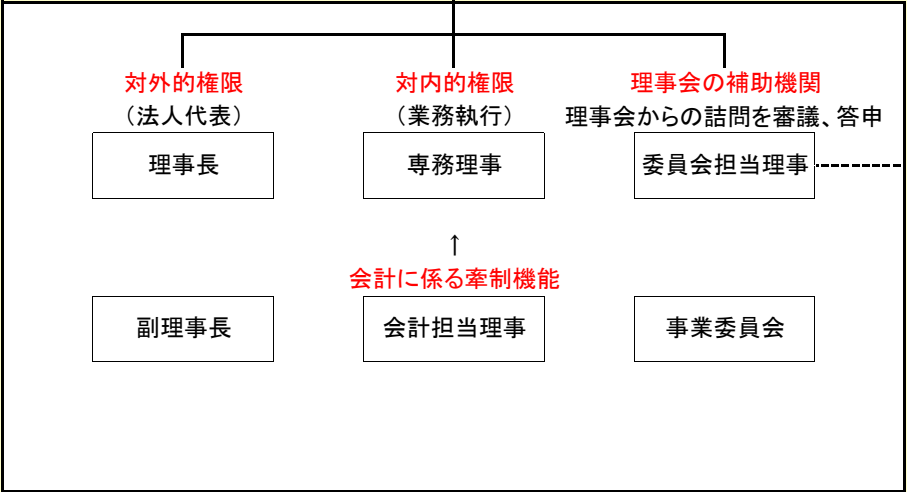 対外的権限
（法人代表）
理事長
対内的権限
（業務執行）
専務理事
理事会の補助機関
理事会からの詰問を審議、答申
委員会担当理事
↑
会計に係る牽制機能
副理事長
会計担当理事
事業委員会